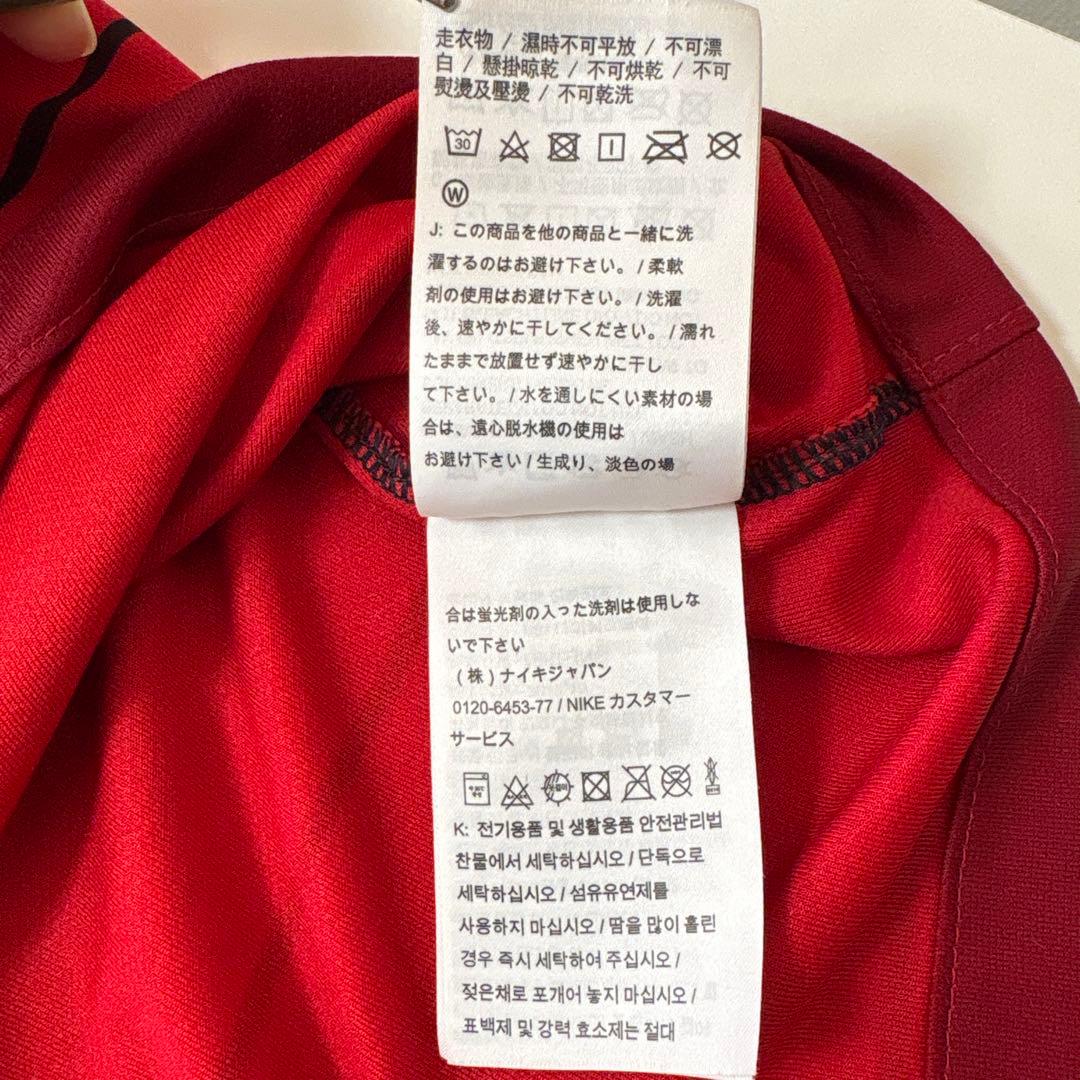 走衣物 / 濕時不可平放 / 不可漂
白 / 懸掛晾乾 / 不可烘乾 / 不可
熨燙及壓燙 / 不可乾洗
30
W
J: この商品を他の商品と一緒に洗
濯するのはお避け下さい。/ 柔軟
剤の使用はお避け下さい。/ 洗濯
後、速やかに干してください。/ 濡れ
たままで放置せず速やかに干し
て下さい。/ 水を通しにくい素材の場
合は、遠心脱水機の使用は
お避け下さい / 生成り、淡色の場
合は蛍光剤の入った洗剤は使用しな
いで下さい
(株) ナイキジャパン
0120-6453-77 / NIKE カスタマー
サービス
K: 전기용품 및 생활용품 안전관리법
찬물에서 세탁하십시오 / 단독으로
세탁하십시오 / 섬유유연제를
사용하지 마십시오 / 땀을 많이 흘린
경우 즉시 세탁하여 주십시오 /
젖은채로 포개어 놓지 마십시오 /
표백제 및 강력 효소제는 절대